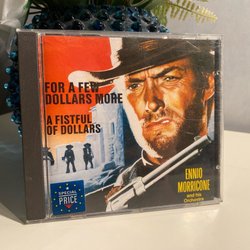 FOR A FEW
DOLLARS MORE
A FISTFUL
OF DOLLARS
SPECIAL
PRICE
ENNIO
MORRICONE
and his
Orchestra